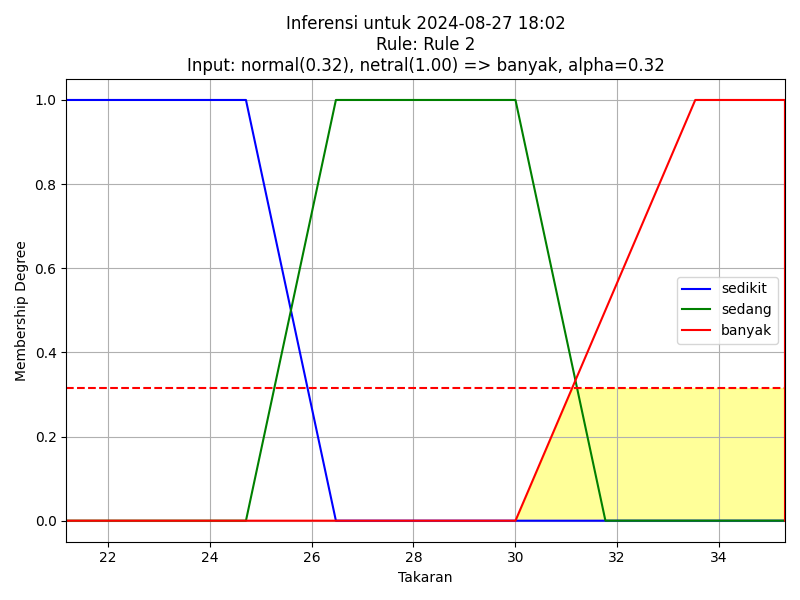 Inferensi untuk 2024-08-27 18:02
Rule: Rule 2
Input: normal(0.32), netral(1.00) => banyak, alpha=0.32
1.0
0.8
0.6
0.4
0.2
0.0
Membership Degree
sedikit
sedang
banyak
22
24
26
28
30
32
34
Takaran